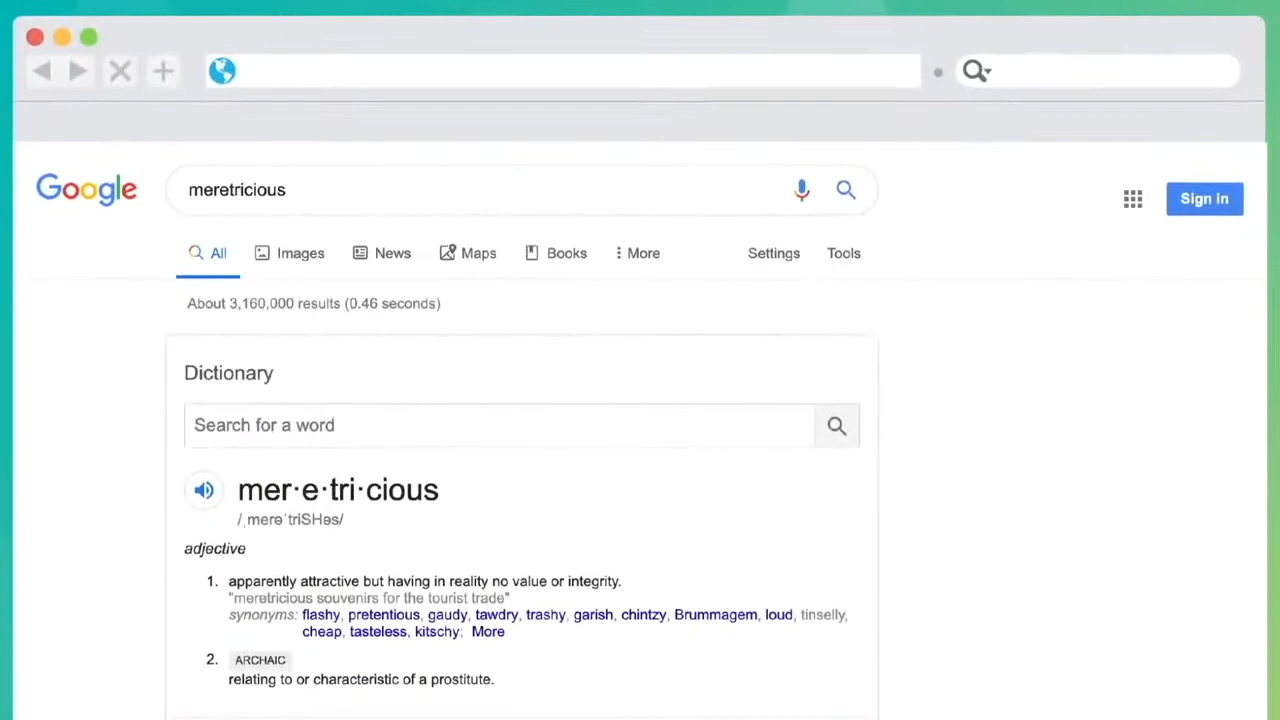 Google
meretricious
Sign in
All Images News Maps Books More Settings Tools
About 3,160,000 results (0.46 seconds)
Dictionary
Search for a word
mer·e·tri·cious
/ˌmerəˈtriSHəs/
adjective
1. apparently attractive but having in reality no value or integrity.
"meretricious souvenirs for the tourist trade"
synonyms: flashy, pretentious, gaudy, tawdry, trashy, garish, chintzy, Brummagem, loud, tinselly,
cheap, tasteless, kitschy; More
2. ARCHAIC
relating to or characteristic of a prostitute.